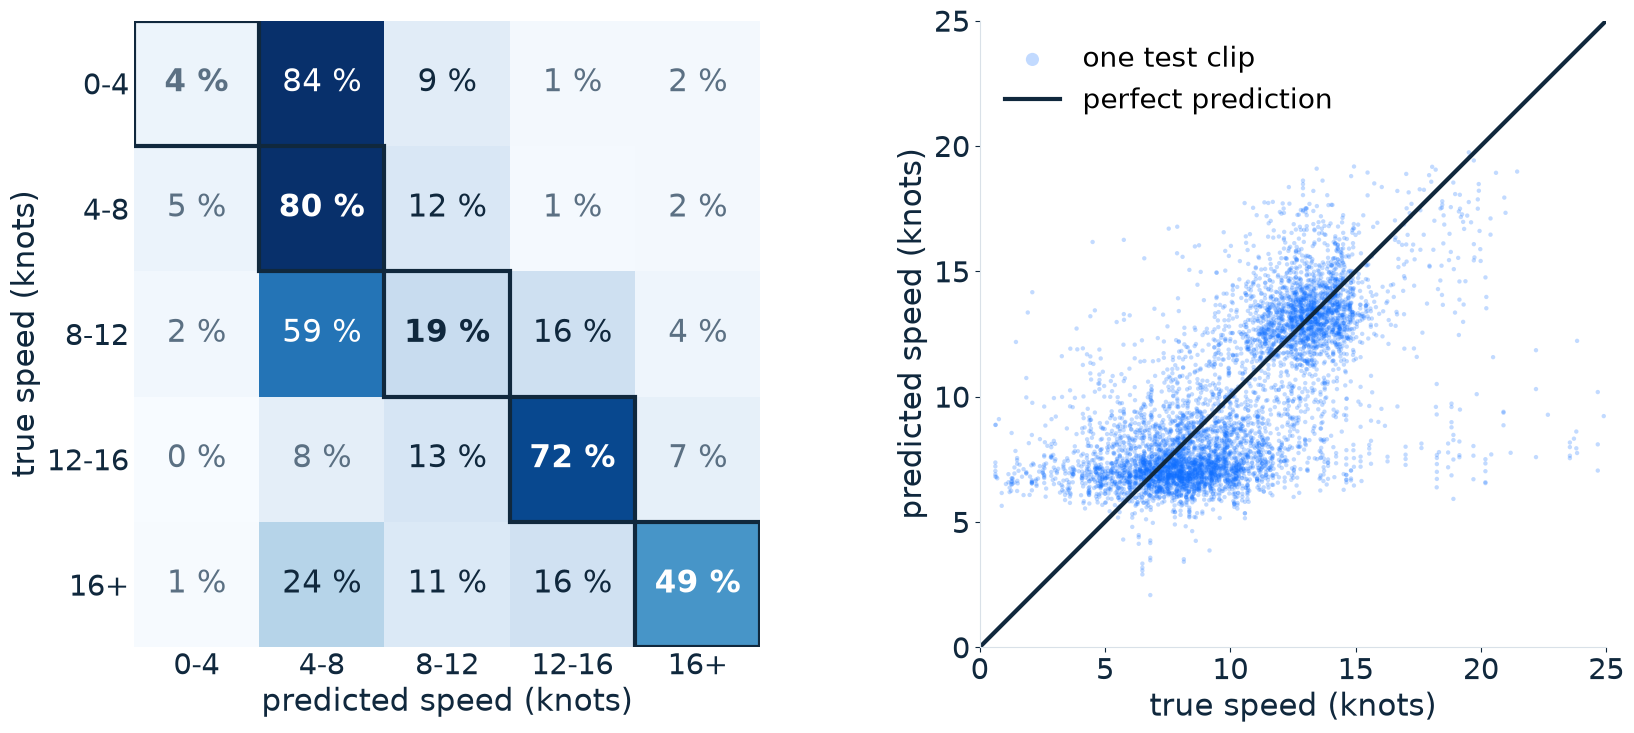 true speed (knots)
0-4 4 % 84 % 9 % 1 % 2 %
4-8 5 % 80 % 12 % 1 % 2 %
8-12 2 % 59 % 19 % 16 % 4 %
12-16 0 % 8 % 13 % 72 % 7 %
16+ 1 % 24 % 11 % 16 % 49 %
0-4 4-8 8-12 12-16 16+
predicted speed (knots)
predicted speed (knots)
25
20
15
10
5
0
one test clip
perfect prediction
0 5 10 15 20 25
true speed (knots)